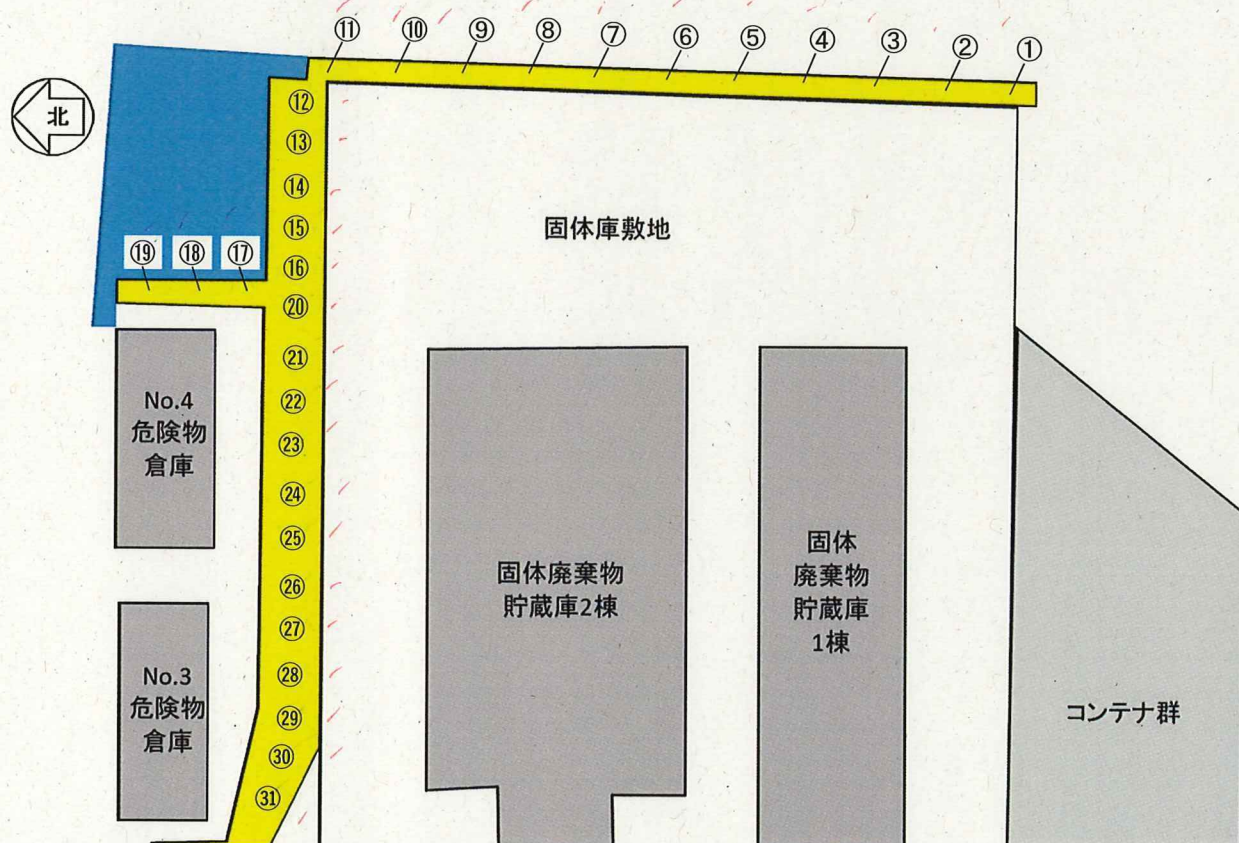 ⑪ ⑩ ⑨ ⑧ ⑦ ⑥ ⑤ ④ ③ ② ①
北
⑫
⑬
⑭
⑮
⑯
⑲ ⑱ ⑰
⑳
㉑
㉒
㉓
㉔
㉕
㉖
㉗
㉘
㉙
㉚
㉛
固体庫敷地
No.4
危険物
倉庫
No.3
危険物
倉庫
固体廃棄物
貯蔵庫2棟
固体
廃棄物
貯蔵庫
1棟
コンテナ群